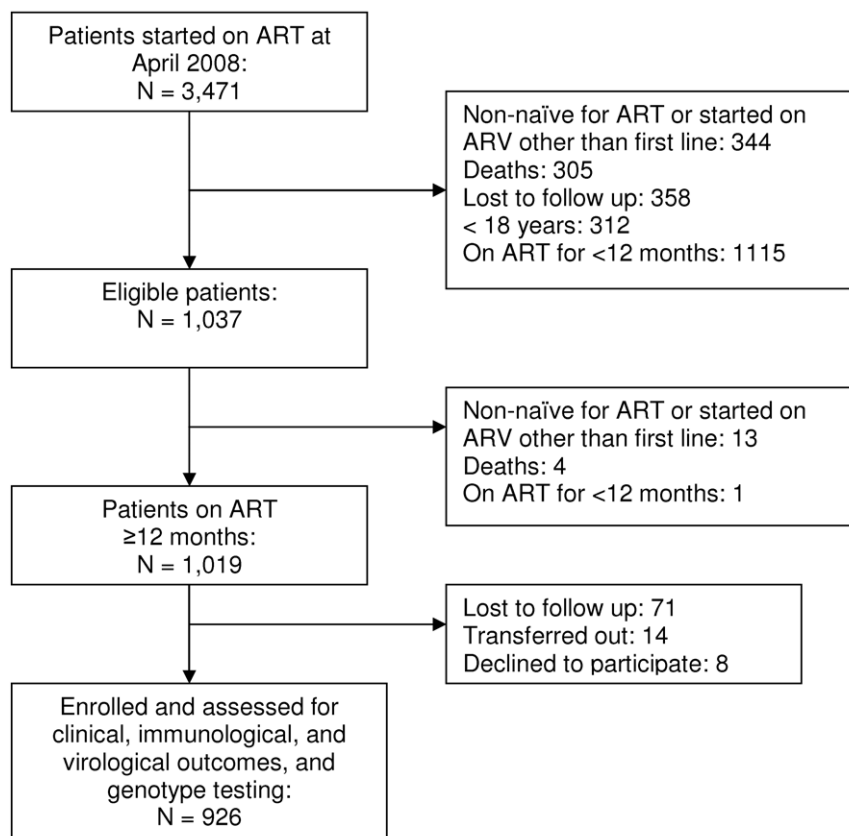 Patients started on ART at
April 2008:
N = 3,471
Non-naïve for ART or started on
ARV other than first line: 344
Deaths: 305
Lost to follow up: 358
< 18 years: 312
On ART for <12 months: 1115
Eligible patients:
N = 1,037
Non-naïve for ART or started on
ARV other than first line: 13
Deaths: 4
On ART for <12 months: 1
Patients on ART
≥12 months:
N = 1,019
Lost to follow up: 71
Transferred out: 14
Declined to participate: 8
Enrolled and assessed for
clinical, immunological, and
virological outcomes, and
genotype testing:
N = 926